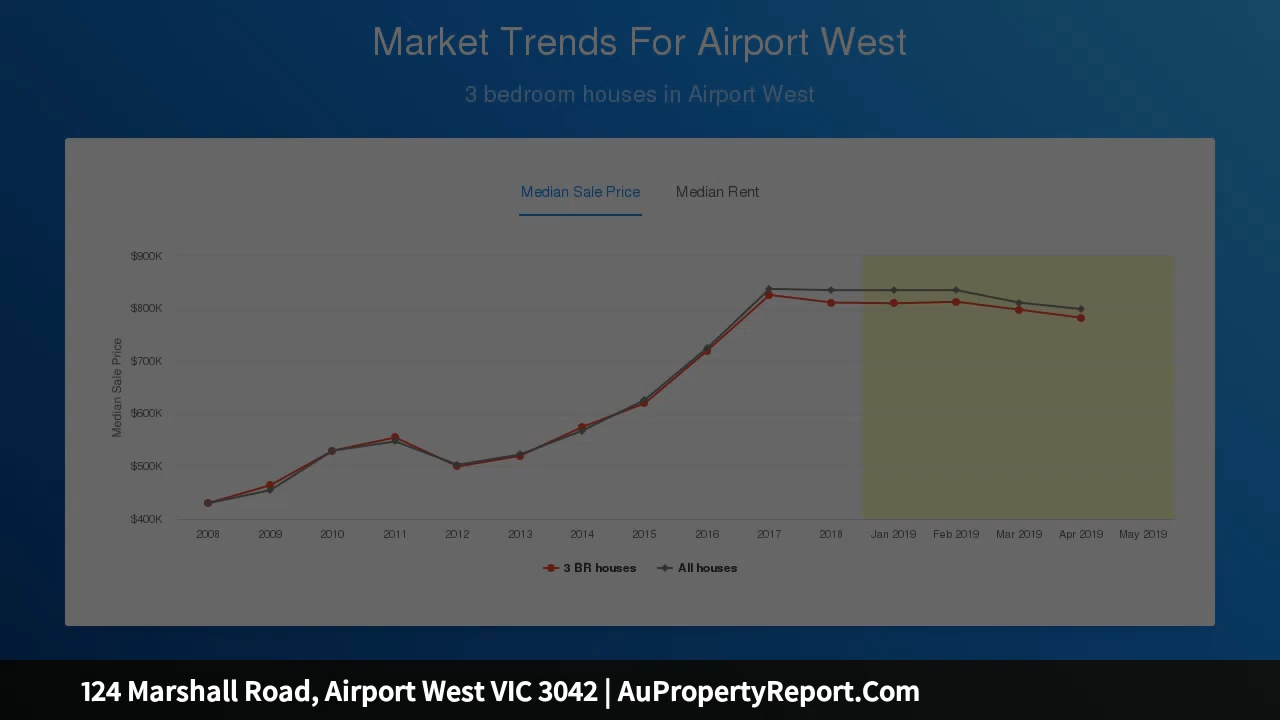 Market Trends For Airport West
3 bedroom houses in Airport West
Median Sale Price Median Rent
$900K
$800K
$700K
$600K
$500K
$400K
Median Sale Price
2008 2009 2010 2011 2012 2013 2014 2015 2016 2017 2018 Jan 2019 Feb 2019 Mar 2019 Apr 2019 May 2019
3 BR houses All houses
124 Marshall Road, Airport West VIC 3042 | AuPropertyReport.Com